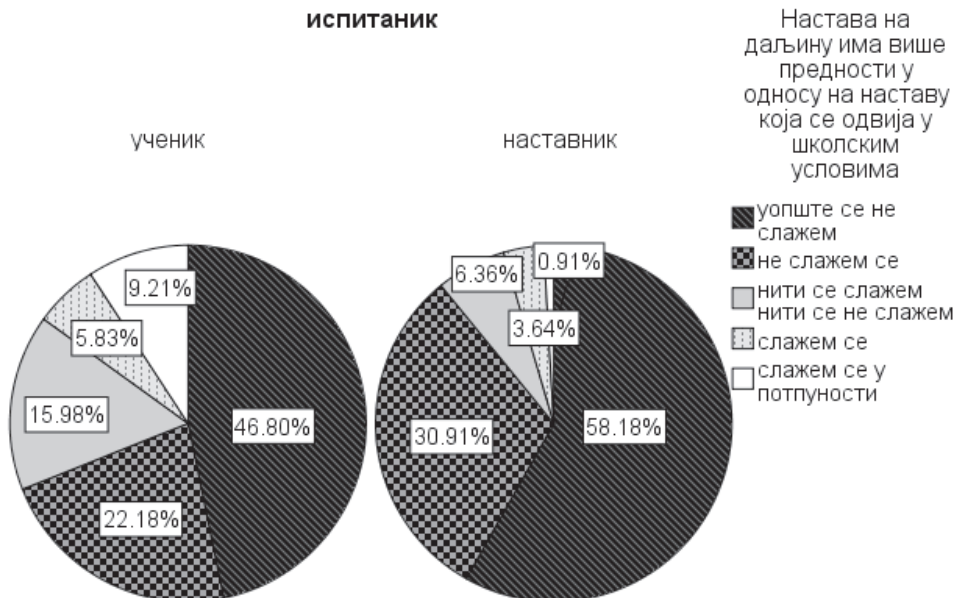 испитаник
ученик
наставник
Настава на
даљину има више
предности у
односу на наставу
која се одвија у
школским
условима
уопште се не
слажем
не слажем се
нити се слажем
нити се не слажем
слажем се
слажем се у
потпуности
9.21%
5.83%
15.98%
46.80%
22.18%
6.36%
0.91%
3.64%
30.91%
58.18%